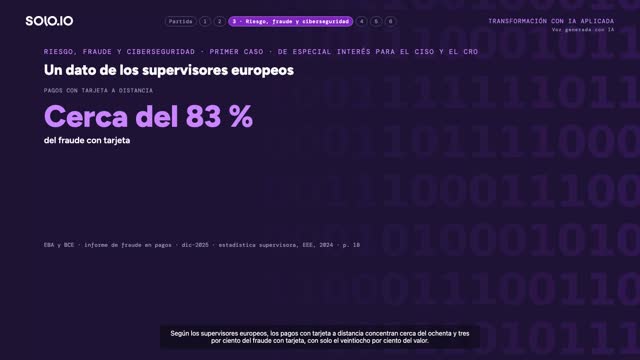 SOLO.IO
Partida 1 2 3 · Riesgo, fraude y ciberseguridad 4 5 6
TRANSFORMACIÓN CON IA APLICADA
Voz generada con IA
RIESGO, FRAUDE Y CIBERSEGURIDAD · PRIMER CASO · DE ESPECIAL INTERÉS PARA EL CISO Y EL CRO
Un dato de los supervisores europeos
PAGOS CON TARJETA A DISTANCIA
Cerca del 83 %
del fraude con tarjeta
EBA y BCE · informe de fraude en pagos · dic-2025 · estadística supervisora, EEE, 2024 · p. 18
Según los supervisores europeos, los pagos con tarjeta a distancia concentran cerca del ochenta y tres
por ciento del fraude con tarjeta, con solo el veintiocho por ciento del valor.